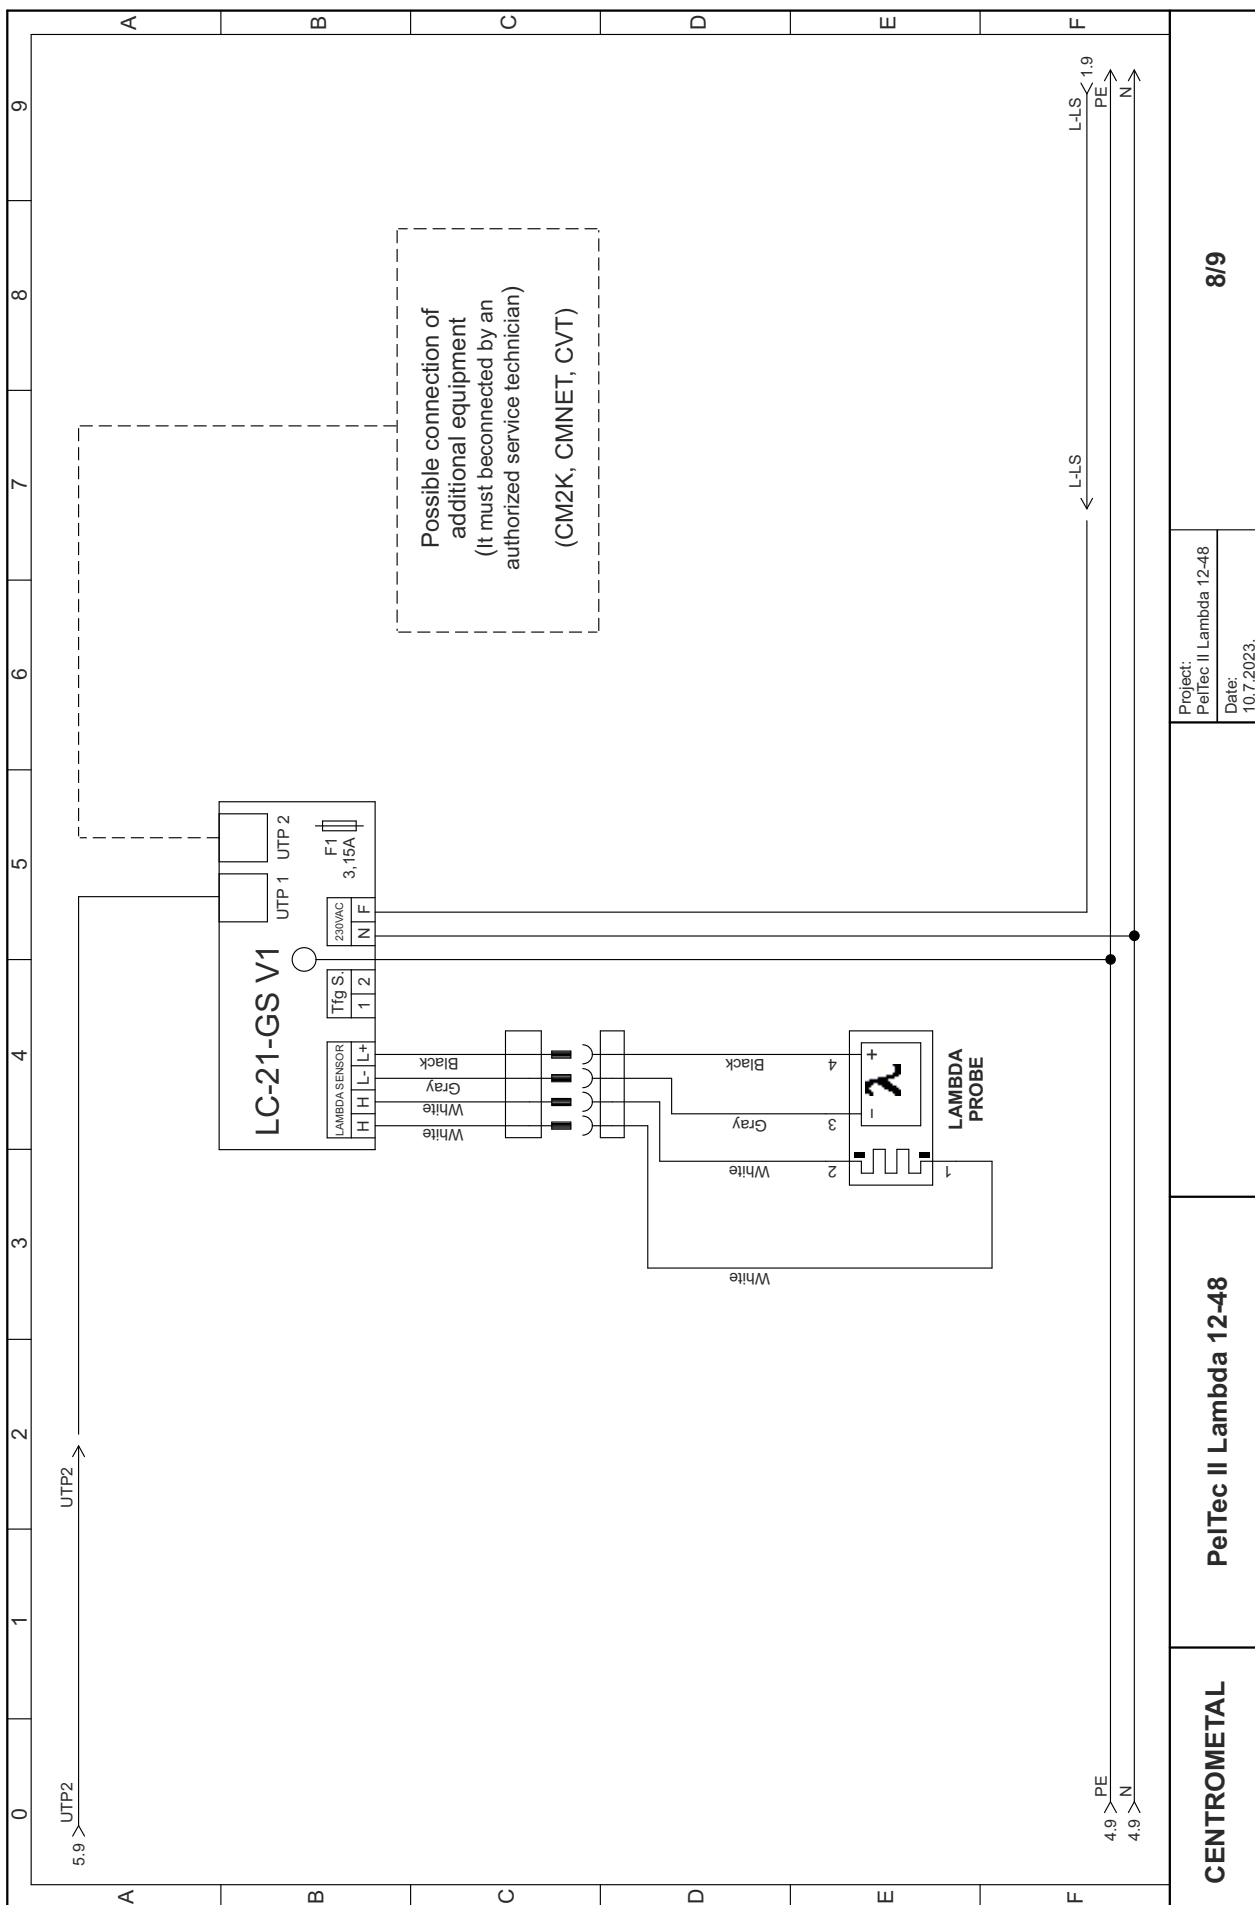 0 1 2 3 4 5 6 7 8 9
A
B
C
D
E
F
A
B
C
D
E
F
5.9
UTP2
UTP2
LC-21-GS V1
UTP 1
UTP 2
F1
3,15A
LAMBDA SENSOR
H H L- L+
Tfg S.
1 2
230VAC
N F
Possible connection of
additional equipment
(It must beconnected by an
authorized service technician)
(CM2K, CMNET, CVT)
White
White
Gray
Black
White
White
Gray
Black
1
2
3
4
– +
λ
LAMBDA
PROBE
L-LS
L-LS
1.9
4.9
PE
PE
4.9
N
N
CENTROMETAL
PelTec II Lambda 12-48
Project:
PelTec II Lambda 12-48
Date:
10.7.2023.
8/9